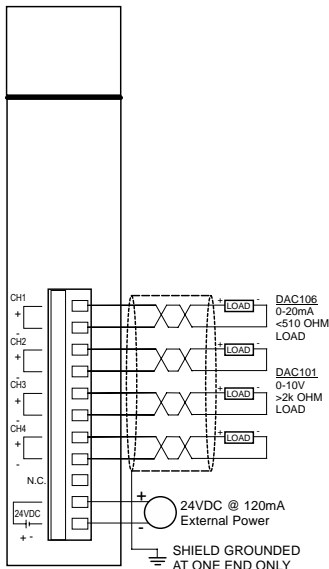 CH1
+
-
CH2
+
-
CH3
+
-
CH4
+
-
N.C.
24VDC
+ -
+ LOAD -
+ LOAD -
+ LOAD -
+ LOAD -
DAC106
0-20mA
<510 OHM
LOAD
DAC101
0-10V
>2k OHM
LOAD
+
-
24VDC @ 120mA
External Power
SHIELD GROUNDED
AT ONE END ONLY